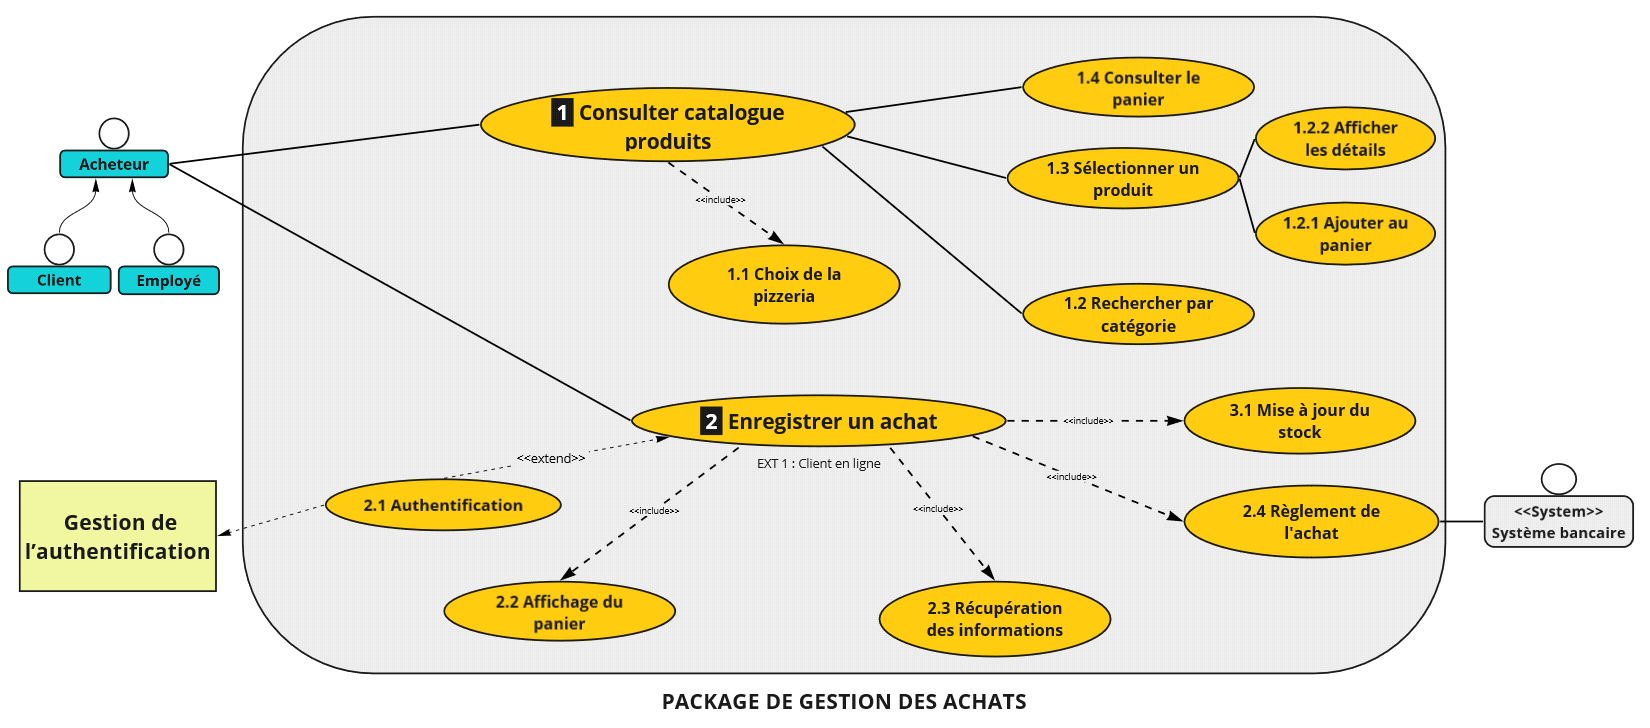 1.4 Consulter le
panier
1 Consulter catalogue
produits
1.2.2 Afficher
les détails
Acheteur
1.3 Sélectionner un
produit
<<include>>
1.2.1 Ajouter au
panier
Client
Employé
1.1 Choix de la
pizzeria
1.2 Rechercher par
catégorie
2 Enregistrer un achat
<<include>>
3.1 Mise à jour du
stock
<<extend>>
EXT 1 : Client en ligne
<<include>>
2.1 Authentification
<<include>>
<<include>>
Gestion de
l’authentification
2.4 Règlement de
l'achat
<<System>>
Système bancaire
2.2 Affichage du
panier
2.3 Récupération
des informations
PACKAGE DE GESTION DES ACHATS